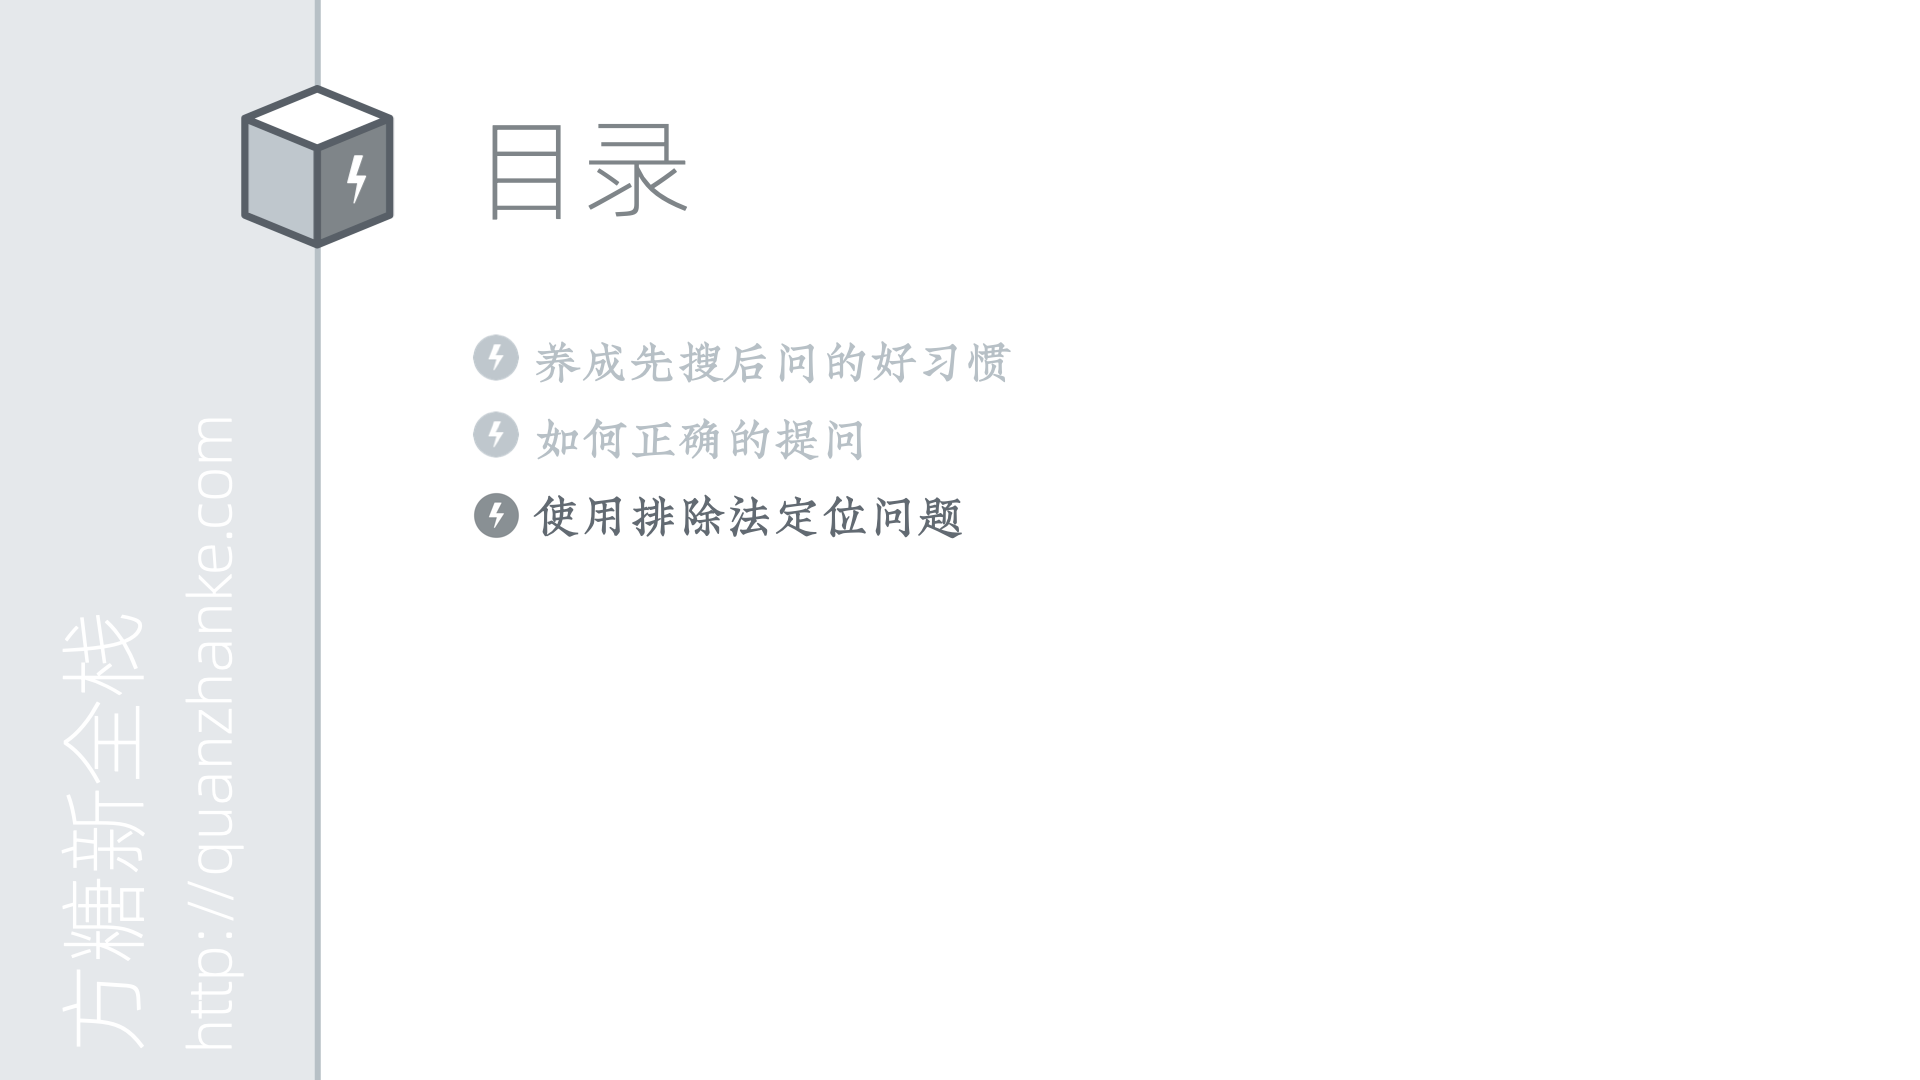 目录
养成先搜后问的好习惯
如何正确的提问
使用排除法定位问题
方糖新全栈
http://quanzhanke.com